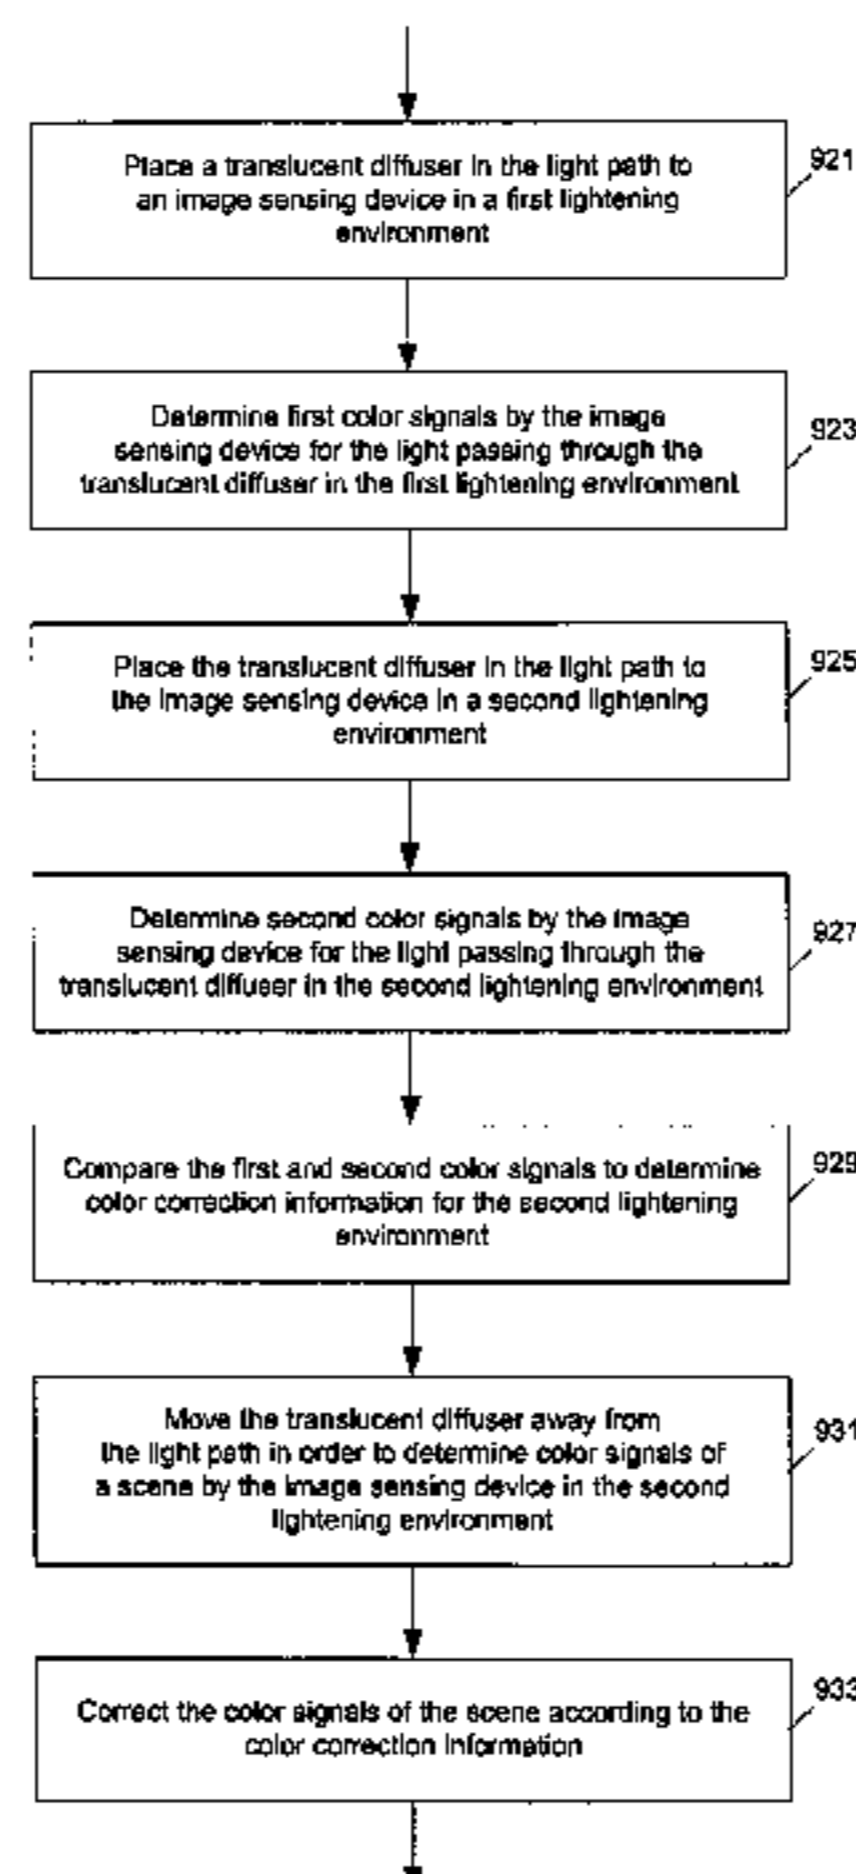 Place a translucent diffuser in the light path to
an image sensing device in a first lightening
environment
921
Determine first color signals by the image
sensing device for the light passing through the
translucent diffuser in the first lightening environment
923
Place the translucent diffuser in the light path to
the image sensing device in a second lightening
environment
925
Determine second color signals by the image
sensing device for the light passing through the
translucent diffuser in the second lightening environment
927
Compare the first and second color signals to determine
color correction information for the second lightening
environment
929
Move the translucent diffuser away from
the light path in order to determine color signals of
a scene by the image sensing device in the second
lightening environment
931
Correct the color signals of the scene according to the
color correction information
933